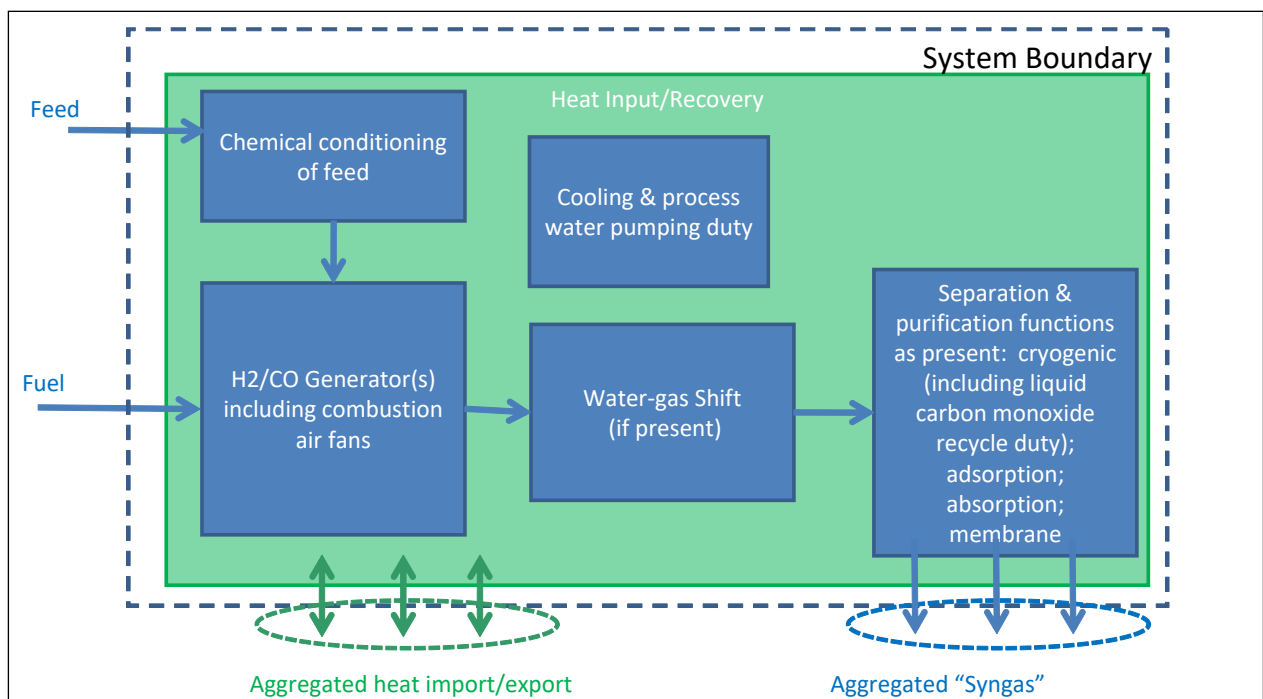 System Boundary
Heat Input/Recovery
Feed
Chemical conditioning
of feed
Cooling & process
water pumping duty
Fuel
H2/CO Generator(s)
including combustion
air fans
Water-gas Shift
(if present)
Separation &
purification functions
as present:  cryogenic
(including liquid
carbon monoxide
recycle duty);
adsorption;
absorption;
membrane
Aggregated heat import/export
Aggregated “Syngas”